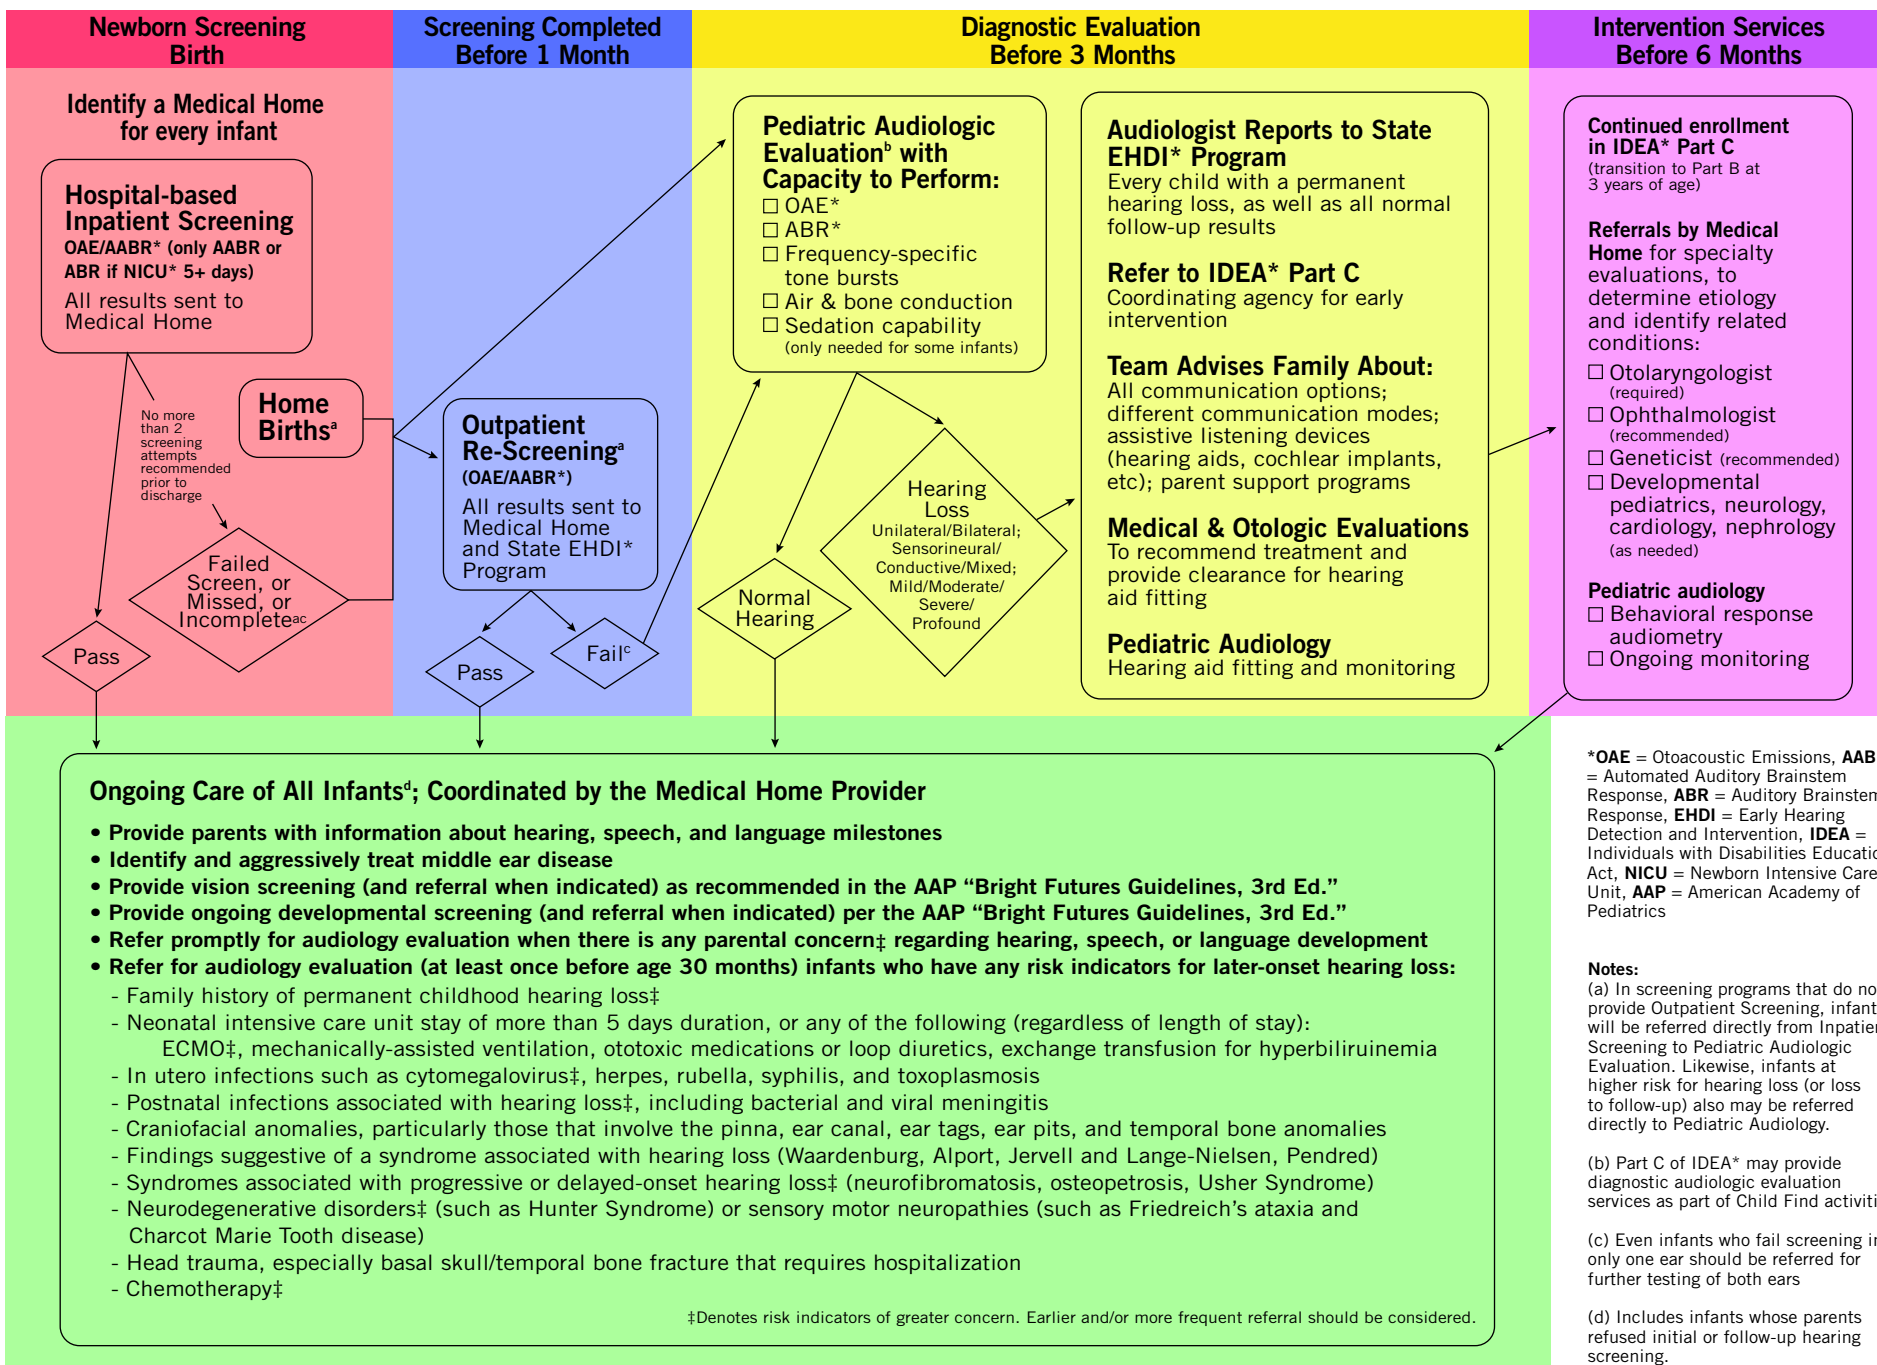 Newborn Screening
Birth
Identify a Medical Home
for every infant
Hospital-based
Inpatient Screening
OAE/AABR* (only AABR or
ABR if NICU* 5+ days)
All results sent to
Medical Home
No more
than 2
screening
attempts
recommended
prior to
discharge
Home
Birthsᵃ
Failed
Screen, or
Missed, or
Incompleteᵃᶜ
Pass
Screening Completed
Before 1 Month
Outpatient
Re-Screeningᵃ
(OAE/AABR*)
All results sent to
Medical Home
and State EHDI*
Program
Pass
Failᶜ
Diagnostic Evaluation
Before 3 Months
Pediatric Audiologic
Evaluationᵇ with
Capacity to Perform:
☐ OAE*
☐ ABR*
☐ Frequency-specific
tone bursts
☐ Air & bone conduction
☐ Sedation capability
(only needed for some infants)
Normal
Hearing
Hearing
Loss
Unilateral/Bilateral;
Sensorineural/
Conductive/Mixed;
Mild/Moderate/
Severe/
Profound
Audiologist Reports to State
EHDI* Program
Every child with a permanent
hearing loss, as well as all normal
follow-up results
Refer to IDEA* Part C
Coordinating agency for early
intervention
Team Advises Family About:
All communication options;
different communication modes;
assistive listening devices
(hearing aids, cochlear implants,
etc); parent support programs
Medical & Otologic Evaluations
To recommend treatment and
provide clearance for hearing
aid fitting
Pediatric Audiology
Hearing aid fitting and monitoring
Intervention Services
Before 6 Months
Continued enrollment
in IDEA* Part C
(transition to Part B at
3 years of age)
Referrals by Medical
Home for specialty
evaluations, to
determine etiology
and identify related
conditions:
☐ Otolaryngologist
(required)
☐ Ophthalmologist
(recommended)
☐ Geneticist (recommended)
☐ Developmental
pediatrics, neurology,
cardiology, nephrology
(as needed)
Pediatric audiology
☐ Behavioral response
audiometry
☐ Ongoing monitoring
Ongoing Care of All Infantsᵈ; Coordinated by the Medical Home Provider
• Provide parents with information about hearing, speech, and language milestones
• Identify and aggressively treat middle ear disease
• Provide vision screening (and referral when indicated) as recommended in the AAP “Bright Futures Guidelines, 3rd Ed.”
• Provide ongoing developmental screening (and referral when indicated) per the AAP “Bright Futures Guidelines, 3rd Ed.”
• Refer promptly for audiology evaluation when there is any parental concern‡ regarding hearing, speech, or language development
• Refer for audiology evaluation (at least once before age 30 months) infants who have any risk indicators for later-onset hearing loss:
- Family history of permanent childhood hearing loss‡
- Neonatal intensive care unit stay of more than 5 days duration, or any of the following (regardless of length of stay):
ECMO‡, mechanically-assisted ventilation, ototoxic medications or loop diuretics, exchange transfusion for hyperbiliruinemia
- In utero infections such as cytomegalovirus‡, herpes, rubella, syphilis, and toxoplasmosis
- Postnatal infections associated with hearing loss‡, including bacterial and viral meningitis
- Craniofacial anomalies, particularly those that involve the pinna, ear canal, ear tags, ear pits, and temporal bone anomalies
- Findings suggestive of a syndrome associated with hearing loss (Waardenburg, Alport, Jervell and Lange-Nielsen, Pendred)
- Syndromes associated with progressive or delayed-onset hearing loss‡ (neurofibromatosis, osteopetrosis, Usher Syndrome)
- Neurodegenerative disorders‡ (such as Hunter Syndrome) or sensory motor neuropathies (such as Friedreich’s ataxia and
Charcot Marie Tooth disease)
- Head trauma, especially basal skull/temporal bone fracture that requires hospitalization
- Chemotherapy‡
‡Denotes risk indicators of greater concern. Earlier and/or more frequent referral should be considered.
*OAE = Otoacoustic Emissions, AAB
= Automated Auditory Brainstem
Response, ABR = Auditory Brainstem
Response, EHDI = Early Hearing
Detection and Intervention, IDEA =
Individuals with Disabilities Educatio
Act, NICU = Newborn Intensive Care
Unit, AAP = American Academy of
Pediatrics
Notes:
(a) In screening programs that do no
provide Outpatient Screening, infant
will be referred directly from Inpatier
Screening to Pediatric Audiologic
Evaluation. Likewise, infants at
higher risk for hearing loss (or loss
to follow-up) also may be referred
directly to Pediatric Audiology.
(b) Part C of IDEA* may provide
diagnostic audiologic evaluation
services as part of Child Find activiti
(c) Even infants who fail screening in
only one ear should be referred for
further testing of both ears
(d) Includes infants whose parents
refused initial or follow-up hearing
screening.